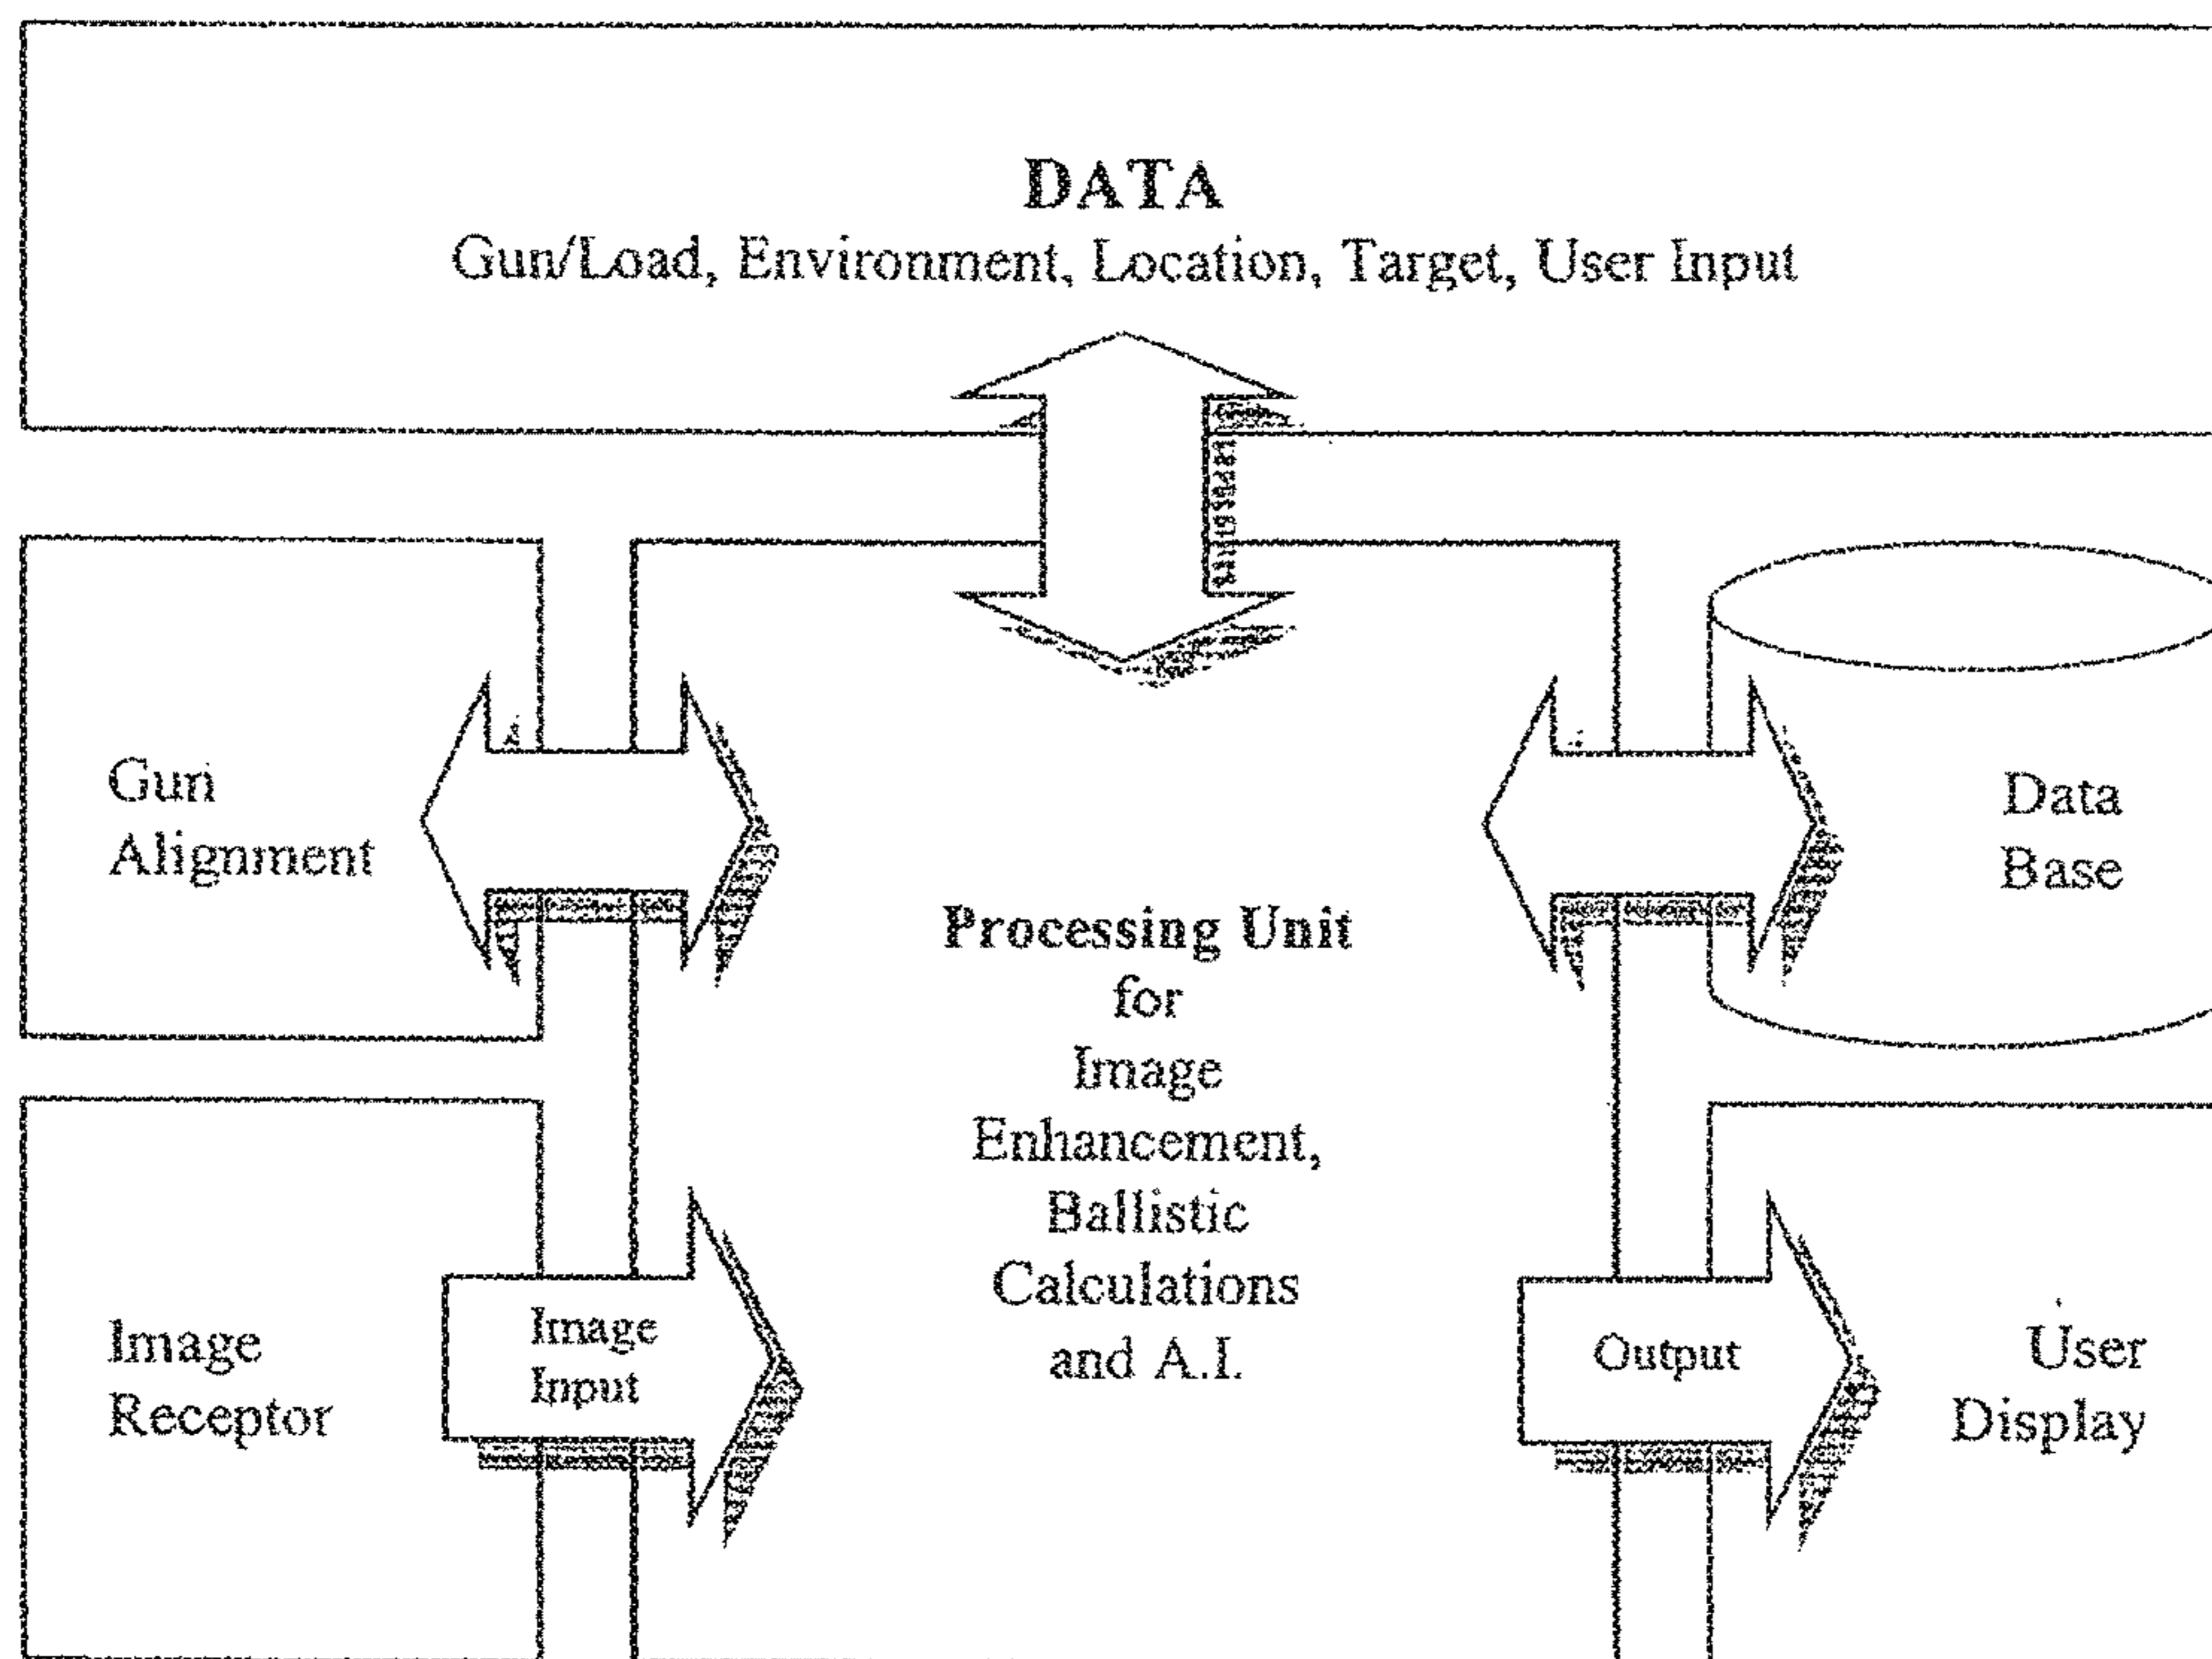 DATA
Gun/Load, Environment, Location, Target, User Input
Gun
Alignment
Data
Base
Processing Unit
for
Image
Enhancement,
Ballistic
Calculations
and A.I.
Image
Receptor
Image
Input
Output
User
Display